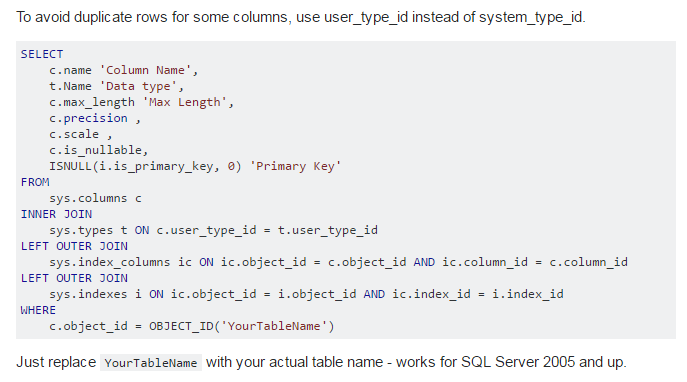 To avoid duplicate rows for some columns, use user_type_id instead of system_type_id.
SELECT
    c.name 'Column Name',
    t.Name 'Data type',
    c.max_length 'Max Length',
    c.precision ,
    c.scale ,
    c.is_nullable,
    ISNULL(i.is_primary_key, 0) 'Primary Key'
FROM
    sys.columns c
INNER JOIN
    sys.types t ON c.user_type_id = t.user_type_id
LEFT OUTER JOIN
    sys.index_columns ic ON ic.object_id = c.object_id AND ic.column_id = c.column_id
LEFT OUTER JOIN
    sys.indexes i ON ic.object_id = i.object_id AND ic.index_id = i.index_id
WHERE
    c.object_id = OBJECT_ID('YourTableName')
Just replace YourTableName with your actual table name - works for SQL Server 2005 and up.